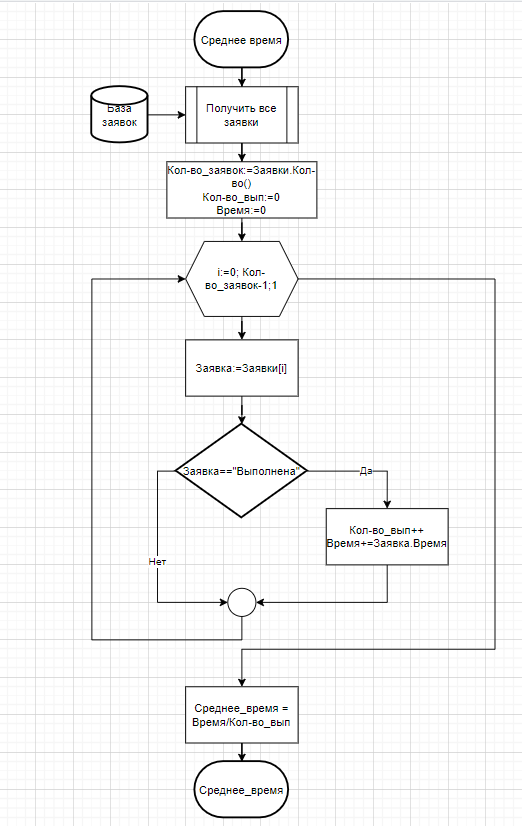 Среднее время
База
заявок
Получить все
заявки
Кол-во_заявок:=Заявки.Кол-
во()
Кол-во_вып:=0
Время:=0
i:=0; Кол-
во_заявок-1;1
Заявка:=Заявки[i]
Заявка=="Выполнена"
Да
Кол-во_вып++
Время+=Заявка.Время
Нет
Среднее_время =
Время/Кол-во_вып
Среднее_время